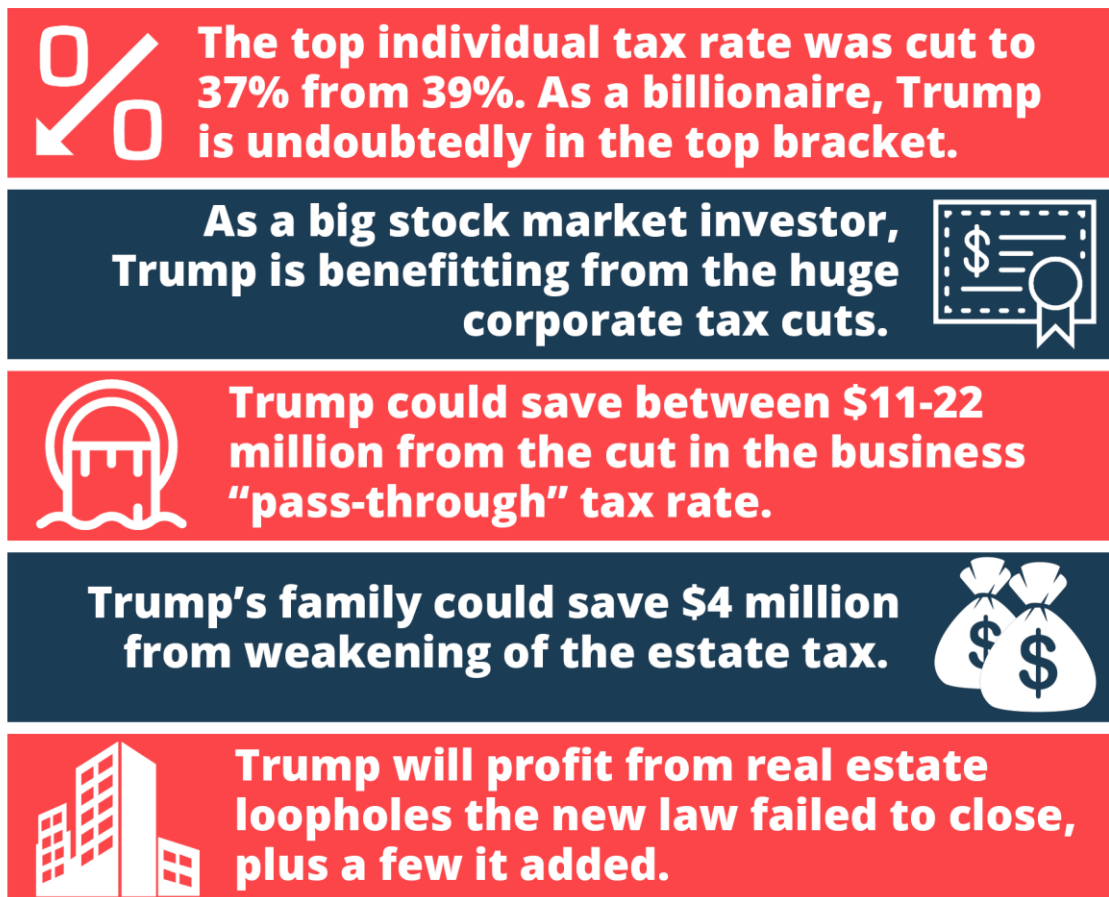 The top individual tax rate was cut to
37% from 39%. As a billionaire, Trump
is undoubtedly in the top bracket.
As a big stock market investor,
Trump is benefitting from the huge
corporate tax cuts.
$
Trump could save between $11-22
million from the cut in the business
“pass-through” tax rate.
Trump’s family could save $4 million
from weakening of the estate tax.
$ $
Trump will profit from real estate
loopholes the new law failed to close,
plus a few it added.